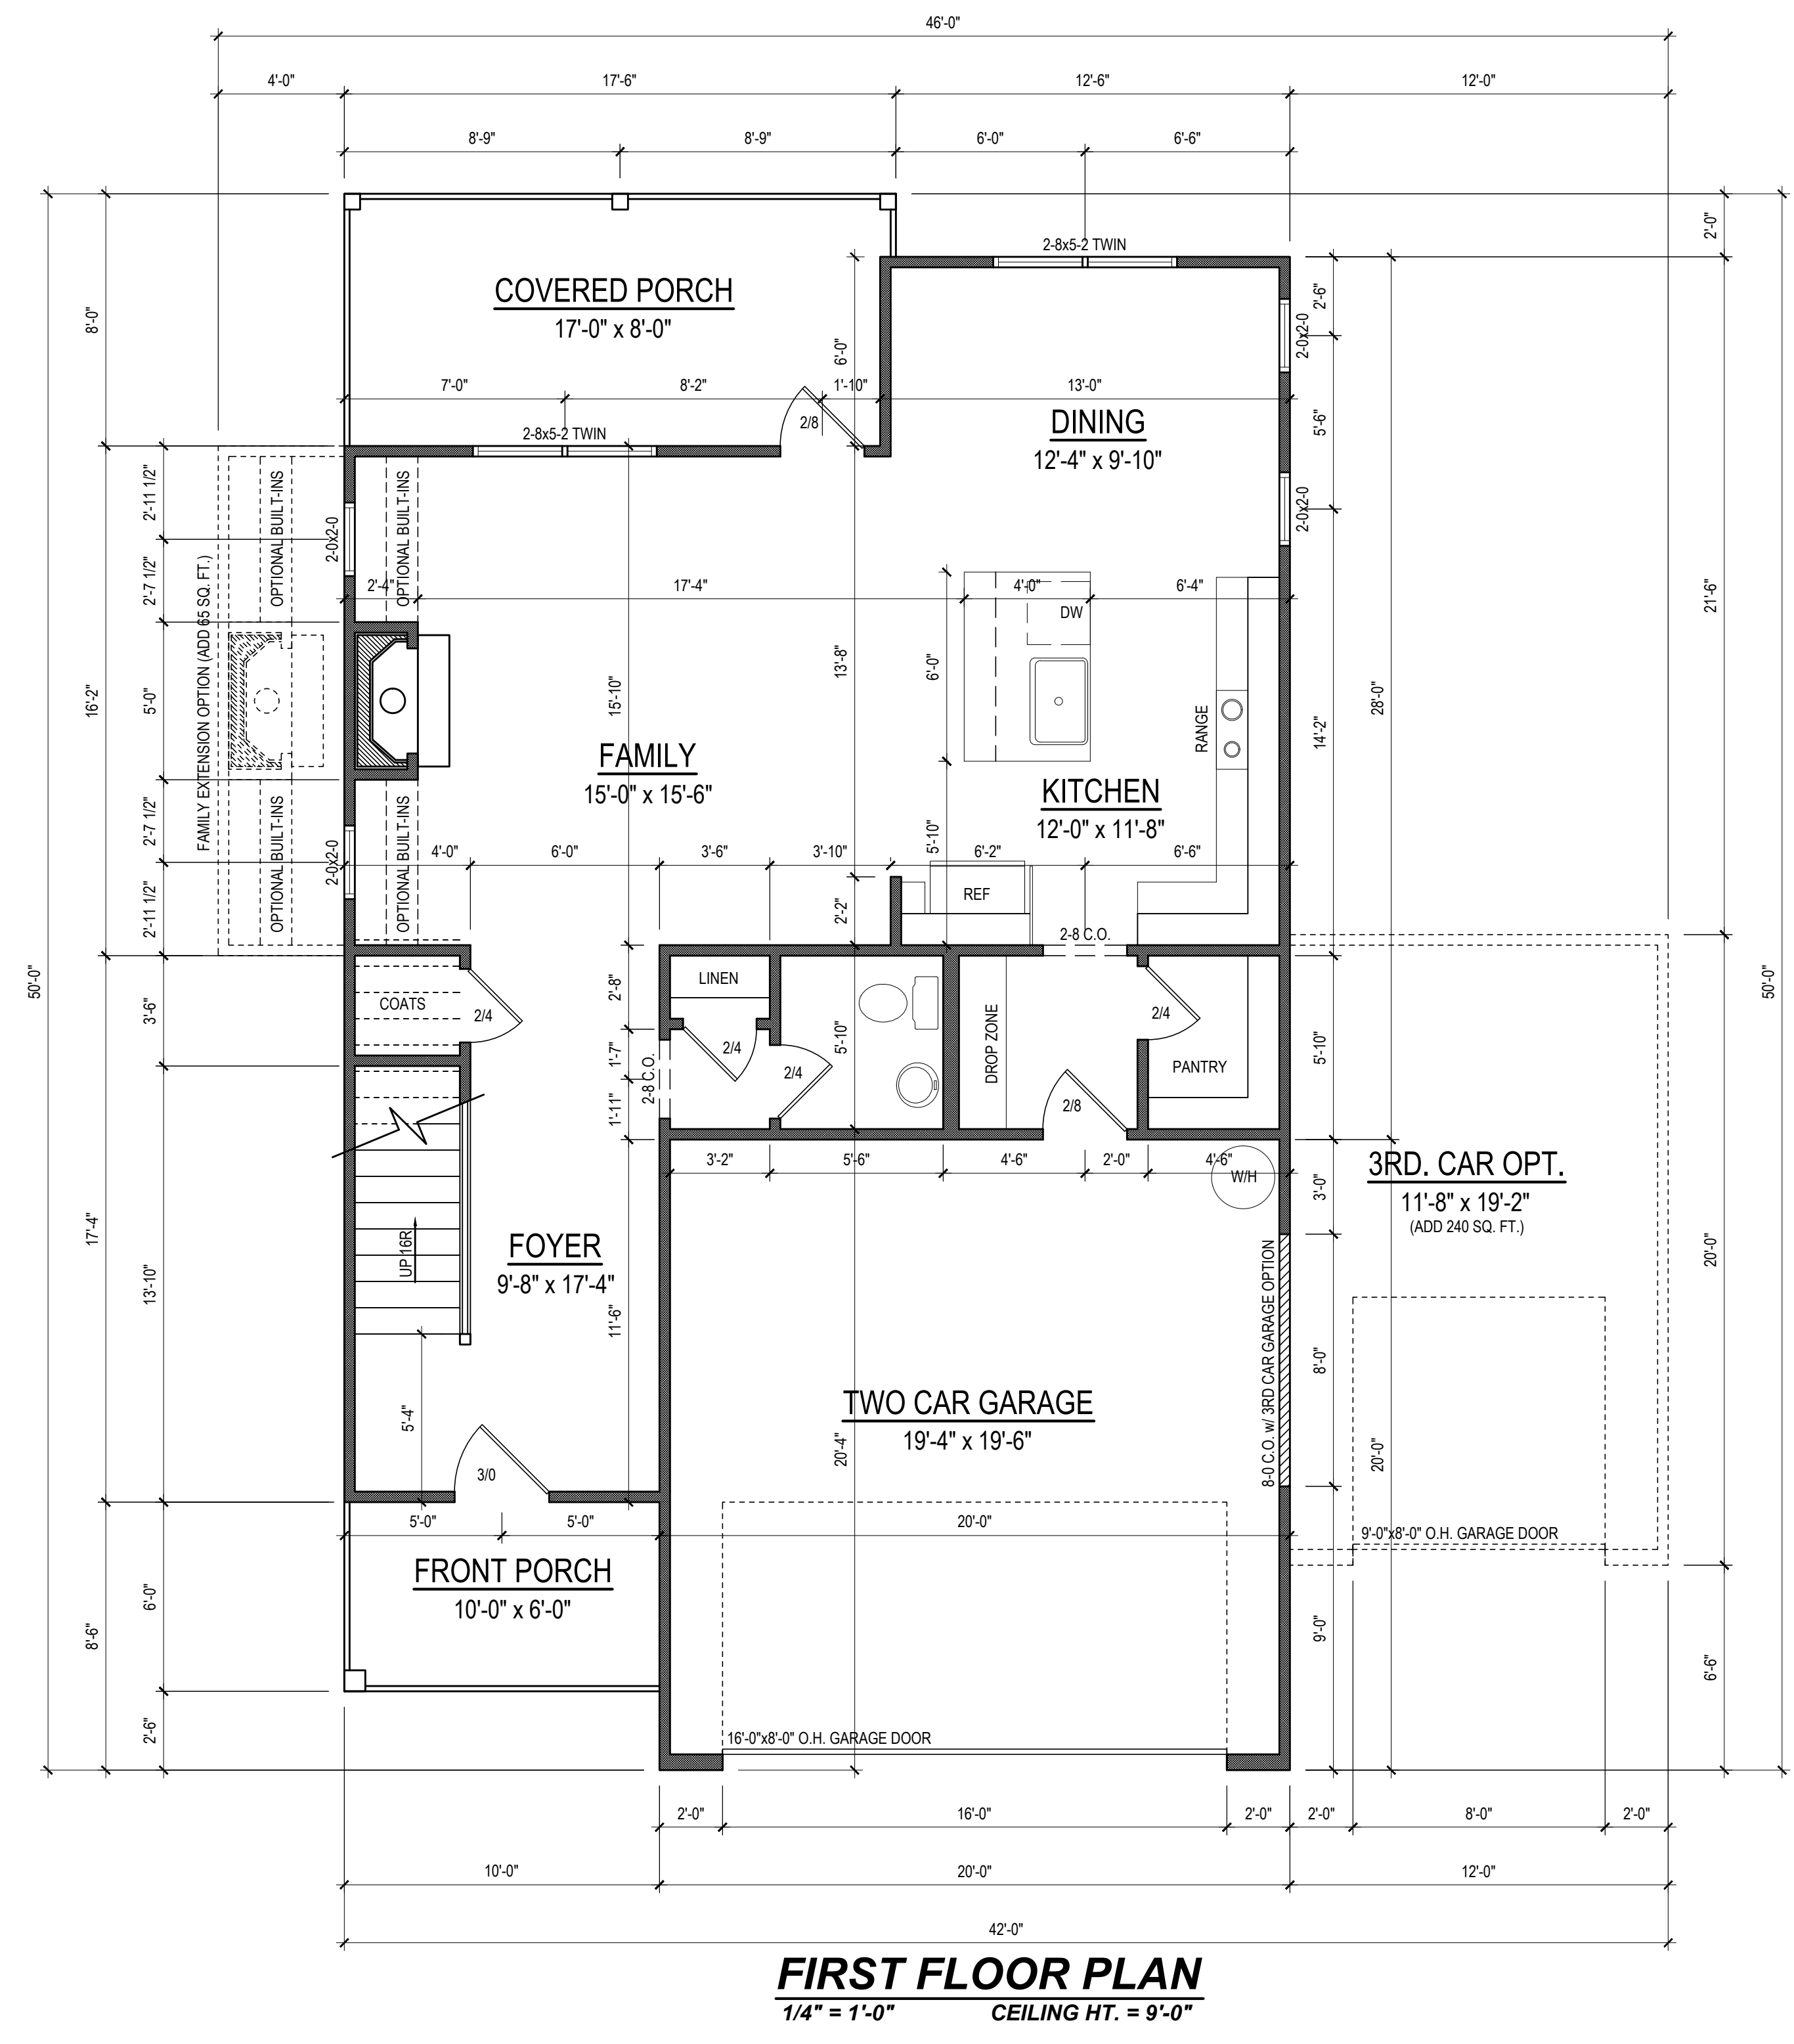 46'-0"
4'-0" 17'-6" 12'-6" 12'-0"
8'-9" 8'-9" 6'-0" 6'-6"
2'-0"
2-8x5-2 TWIN
COVERED PORCH
17'-0" x 8'-0"
8'-0"
6'-0"
2'-6"
2-0x2-0
7'-0" 8'-2" 1'-10" 13'-0"
2/8
2-8x5-2 TWIN
DINING
12'-4" x 9'-10"
5'-6"
2-0x2-0
2'-11 1/2"
2-0x2-0
OPTIONAL BUILT-INS
OPTIONAL BUILT-INS
2'-7 1/2"
FAMILY EXTENSION OPTION (ADD 65 SQ. FT.)
2'-4" 17'-4" 4'-0" 6'-4"
DW
21'-6"
13'-8"
6'-0"
16'-2"
5'-0"
15'-10"
28'-0"
RANGE
14'-2"
FAMILY
15'-0" x 15'-6"
KITCHEN
12'-0" x 11'-8"
2'-7 1/2"
2-0x2-0
OPTIONAL BUILT-INS
OPTIONAL BUILT-INS
5'-10"
4'-0" 6'-0" 3'-6" 3'-10" 6'-2" 6'-6"
REF
2'-11 1/2"
2'-2"
2-8 C.O.
50'-0"
50'-0"
LINEN
2'-8"
COATS
2/4
3'-6"
2/4
1'-7"
2-8 C.O.
2/4
5'-10"
DROP ZONE
2/4
PANTRY
5'-10"
2/8
1'-11"
3'-2" 5'-6" 4'-6" 2'-0" 4'-6"
W/H
3'-0"
3RD. CAR OPT.
11'-8" x 19'-2"
(ADD 240 SQ. FT.)
17'-4"
13'-10"
UP 16R
FOYER
9'-8" x 17'-4"
11'-6"
20'-0"
8-0 C.O. w/ 3RD CAR GARAGE OPTION
8'-0"
5'-4"
TWO CAR GARAGE
19'-4" x 19'-6"
20'-4"
20'-0"
3/0
5'-0" 5'-0" 20'-0"
9'-0"x8'-0" O.H. GARAGE DOOR
FRONT PORCH
10'-0" x 6'-0"
8'-6"
6'-0"
9'-0"
6'-6"
2'-6"
16'-0"x8'-0" O.H. GARAGE DOOR
2'-0" 16'-0" 2'-0" 2'-0" 8'-0" 2'-0"
10'-0" 20'-0" 12'-0"
42'-0"
FIRST FLOOR PLAN
1/4" = 1'-0" CEILING HT. = 9'-0"